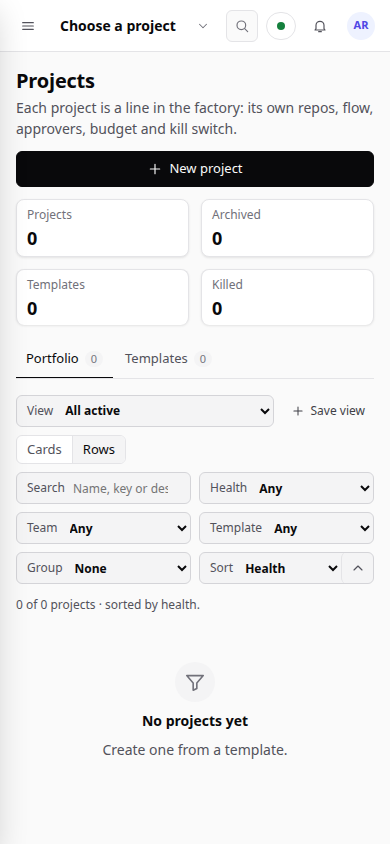 Choose a project
AR
Projects
Each project is a line in the factory: its own repos, flow,
approvers, budget and kill switch.
New project
Projects
0
Archived
0
Templates
0
Killed
0
Portfolio 0
Templates 0
View All active
Save view
Cards
Rows
Search Name, key or des
Health Any
Team Any
Template Any
Group None
Sort Health
0 of 0 projects · sorted by health.
No projects yet
Create one from a template.